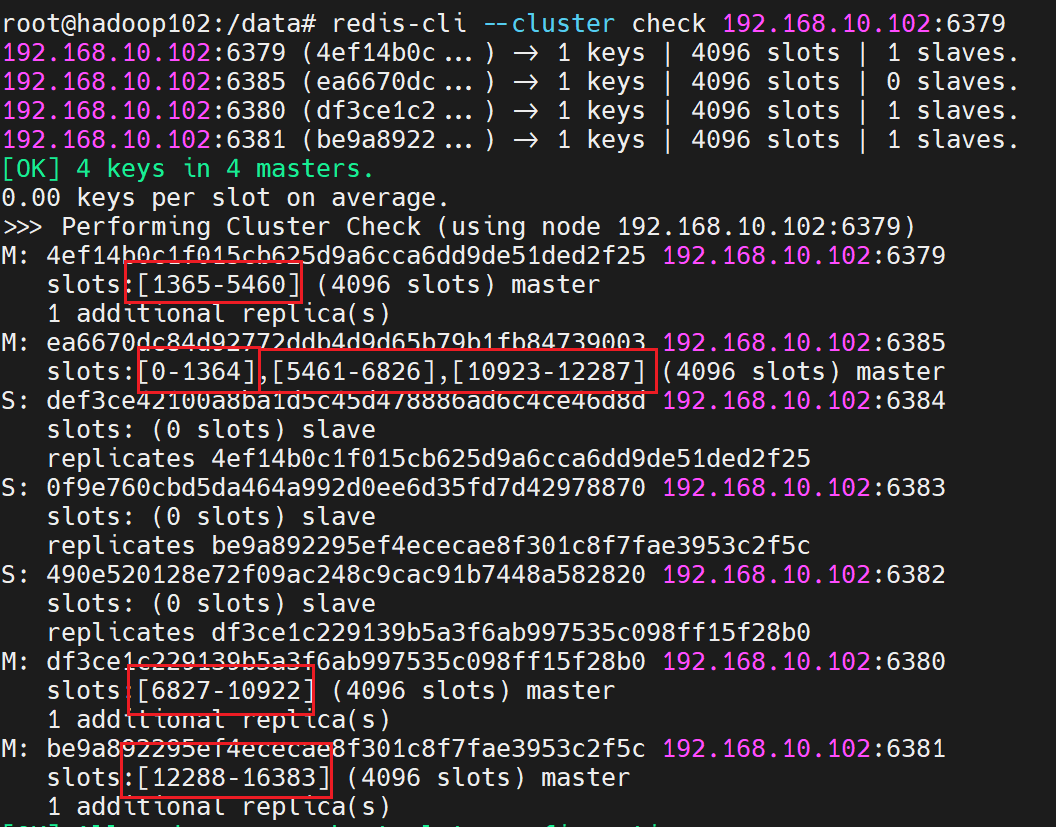 root@hadoop102:/data# redis-cli --cluster check 192.168.10.102:6379
192.168.10.102:6379 (4ef14b0c...) -> 1 keys | 4096 slots | 1 slaves.
192.168.10.102:6385 (ea6670dc...) -> 1 keys | 4096 slots | 0 slaves.
192.168.10.102:6380 (df3ce1c2...) -> 1 keys | 4096 slots | 1 slaves.
192.168.10.102:6381 (be9a8922...) -> 1 keys | 4096 slots | 1 slaves.
[OK] 4 keys in 4 masters.
0.00 keys per slot on average.
>>> Performing Cluster Check (using node 192.168.10.102:6379)
M: 4ef14b0c1f015cb625d9a6cca6dd9de51ded2f25 192.168.10.102:6379
   slots:[1365-5460] (4096 slots) master
   1 additional replica(s)
M: ea6670dc84d92772ddb4d9d65b79b1fb84739003 192.168.10.102:6385
   slots:[0-1364],[5461-6826],[10923-12287] (4096 slots) master
S: def3ce42100a8ba1d5c45d478886ad6c4ce46d8d 192.168.10.102:6384
   slots: (0 slots) slave
   replicates 4ef14b0c1f015cb625d9a6cca6dd9de51ded2f25
S: 0f9e760cbd5da464a992d0ee6d35fd7d42978870 192.168.10.102:6383
   slots: (0 slots) slave
   replicates be9a892295ef4ececae8f301c8f7fae3953c2f5c
S: 490e520128e72f09ac248c9cac91b7448a582820 192.168.10.102:6382
   slots: (0 slots) slave
   replicates df3ce1c229139b5a3f6ab997535c098ff15f28b0
M: df3ce1c229139b5a3f6ab997535c098ff15f28b0 192.168.10.102:6380
   slots:[6827-10922] (4096 slots) master
   1 additional replica(s)
M: be9a892295ef4ececae8f301c8f7fae3953c2f5c 192.168.10.102:6381
   slots:[12288-16383] (4096 slots) master
   1 additional replica(s)